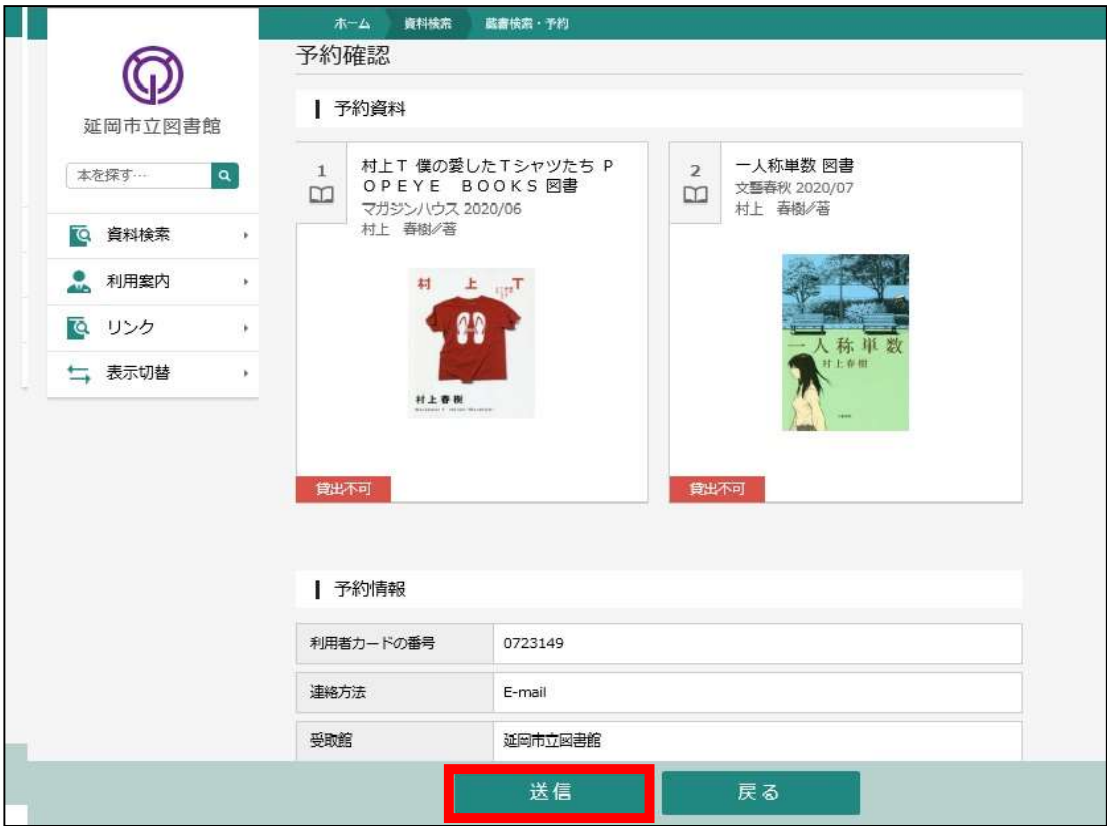 ホーム 資料検索 蔵書検索・予約
延岡市立図書館
本を探す…
資料検索
利用案内
リンク
表示切替
予約確認
予約資料
1
村上Ｔ 僕の愛したＴシャツたち Ｐ
ＯＰＥＹＥ ＢＯＯＫＳ 図書
マガジンハウス 2020/06
村上 春樹／著
村上T
村上春樹
貸出不可
2
一人称単数 図書
文藝春秋 2020/07
村上 春樹／著
一人称単数
村上春樹
貸出不可
予約情報
利用者カードの番号 0723149
連絡方法 E-mail
受取館 延岡市立図書館
送信 戻る